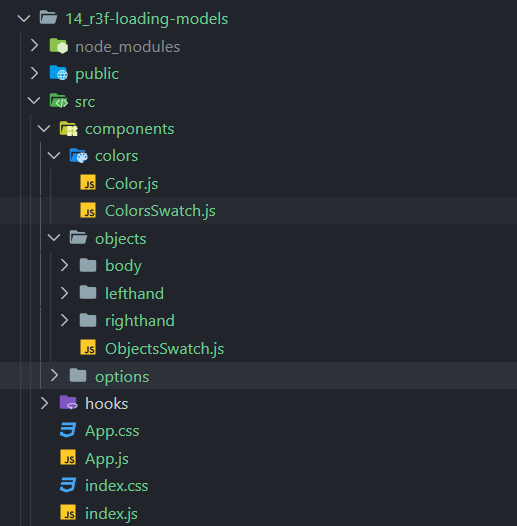 14_r3f-loading-models
node_modules
public
src
components
colors
JS Color.js
JS ColorsSwatch.js
objects
body
lefthand
righthand
JS ObjectsSwatch.js
options
hooks
App.css
JS App.js
index.css
JS index.js